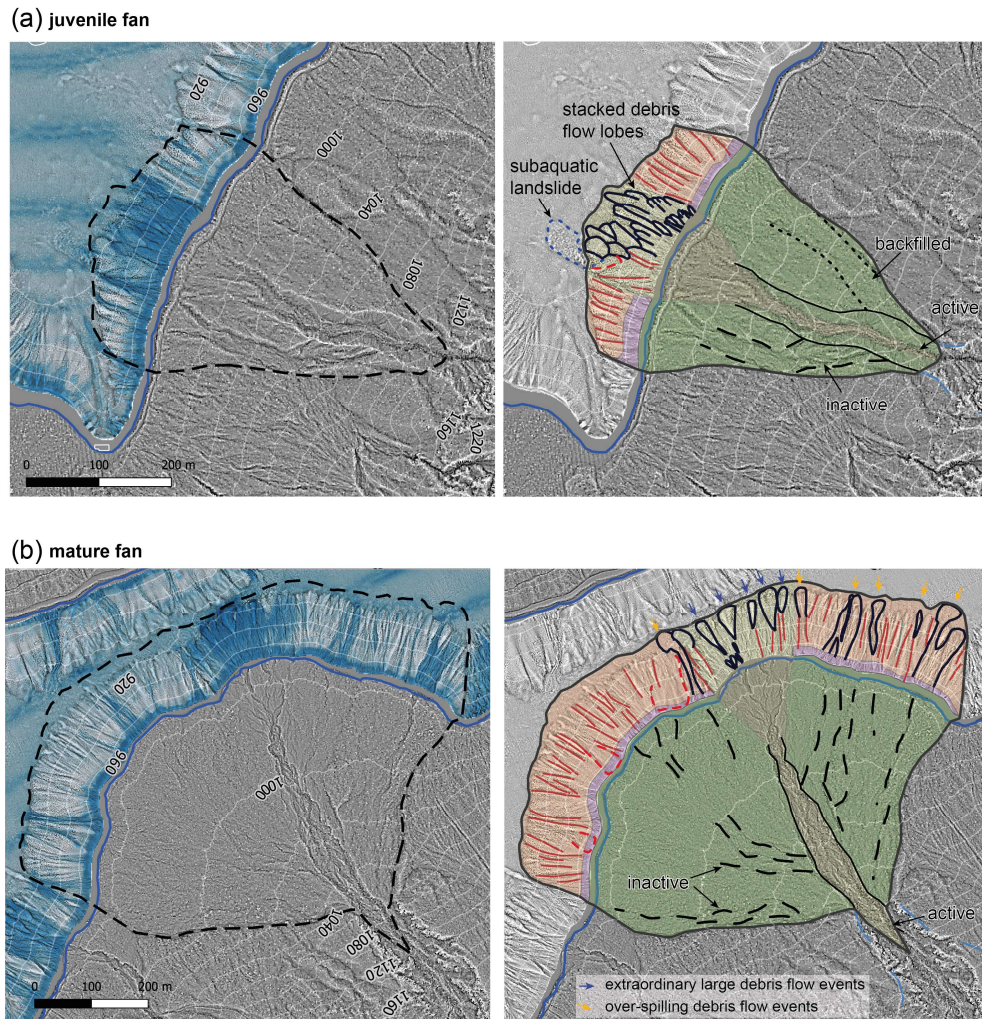 (a) juvenile fan
920
960
1000
1040
1080
1120
1160
1220
0 100 200 m
stacked debris
flow lobes
subaquatic
landslide
backfilled
active
inactive
(b) mature fan
920
960
1000
1040
1080
1120
1160
0 100 200 m
inactive
active
extraordinary large debris flow events
over-spilling debris flow events